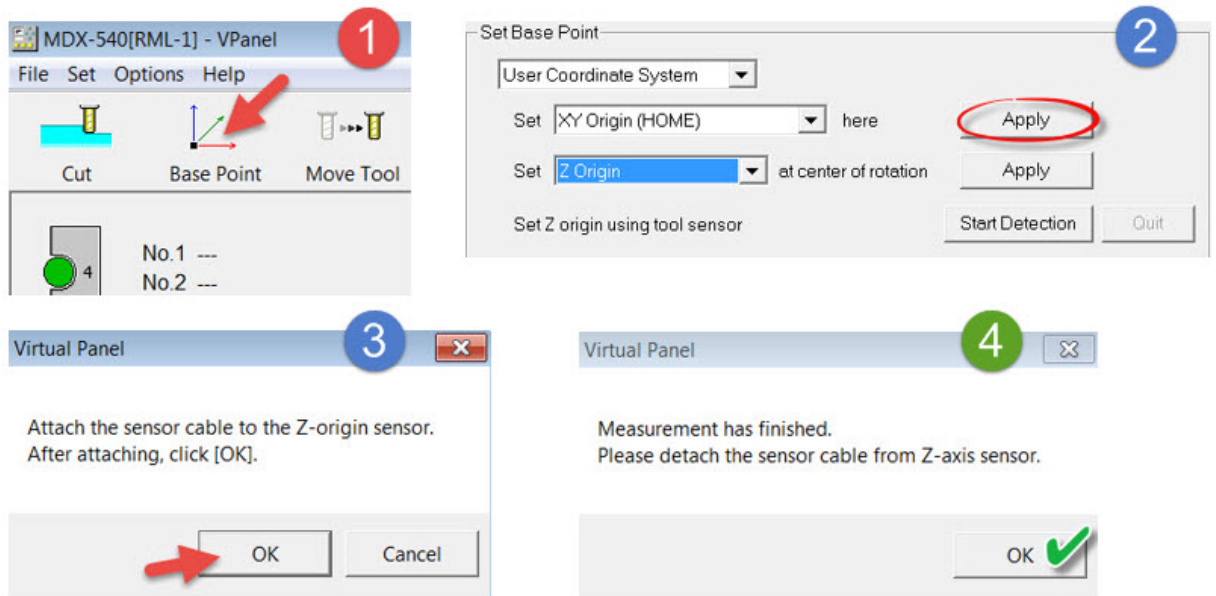 MDX-540[RML-1] - VPanel
1
File Set Options Help
Cut Base Point Move Tool
4
No.1 ---
No.2 ---
Set Base Point
2
User Coordinate System
Set XY Origin (HOME) here Apply
Set Z Origin at center of rotation Apply
Set Z origin using tool sensor Start Detection Quit
Virtual Panel
3
Attach the sensor cable to the Z-origin sensor.
After attaching, click [OK].
OK Cancel
Virtual Panel
4
Measurement has finished.
Please detach the sensor cable from Z-axis sensor.
OK